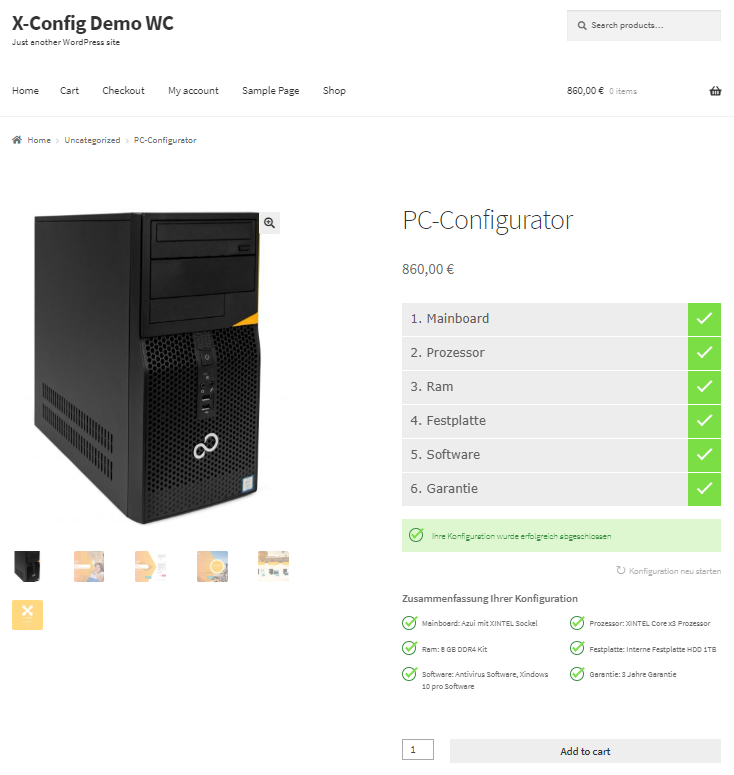 X-Config Demo WC
Just another WordPress site
Search products…
Home Cart Checkout My account Sample Page Shop
860,00 € 0 items
Home > Uncategorized > PC-Configurator
PC-Configurator
860,00 €
1. Mainboard
2. Prozessor
3. Ram
4. Festplatte
5. Software
6. Garantie
Ihre Konfiguration wurde erfolgreich abgeschlossen
Konfiguration neu starten
Zusammenfassung Ihrer Konfiguration
Mainboard: Azui mit XINTEL Sockel
Prozessor: XINTEL Core x3 Prozessor
Ram: 8 GB DDR4 Kit
Festplatte: Interne Festplatte HDD 1TB
Software: Antivirus Software, Xindows
10 pro Software
Garantie: 3 Jahre Garantie
1
Add to cart